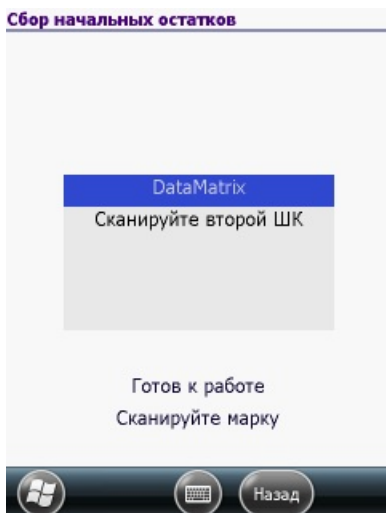 Сбор начальных остатков
DataMatrix
Сканируйте второй ШК
Готов к работе
Сканируйте марку
Назад